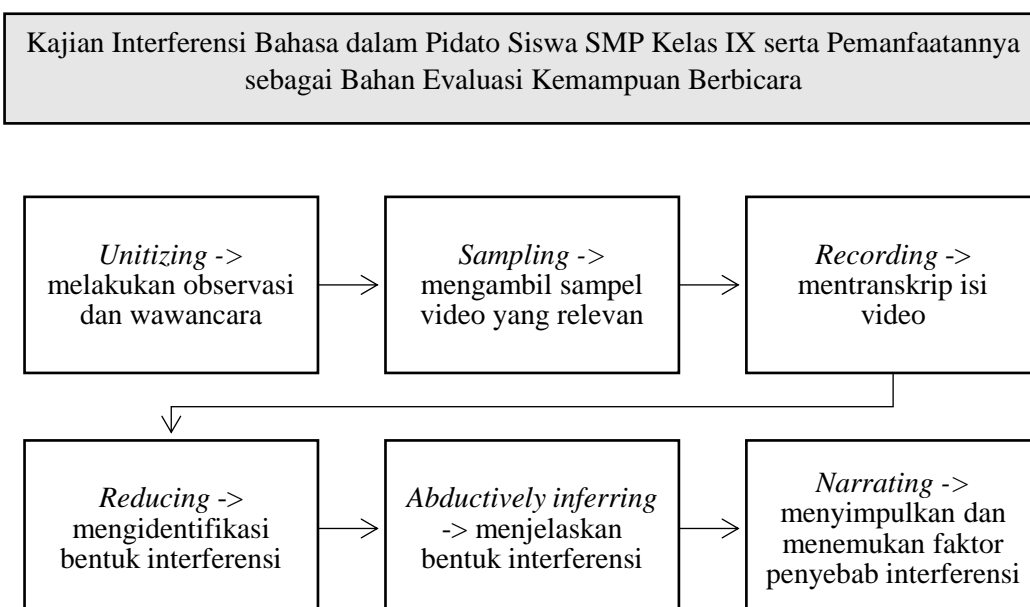 Kajian Interferensi Bahasa dalam Pidato Siswa SMP Kelas IX serta Pemanfaatannya
sebagai Bahan Evaluasi Kemampuan Berbicara
Unitizing ->
melakukan observasi
dan wawancara
Sampling ->
mengambil sampel
video yang relevan
Recording ->
mentranskrip isi
video
Reducing ->
mengidentifikasi
bentuk interferensi
Abductively inferring
-> menjelaskan
bentuk interferensi
Narrating ->
menyimpulkan dan
menemukan faktor
penyebab interferensi